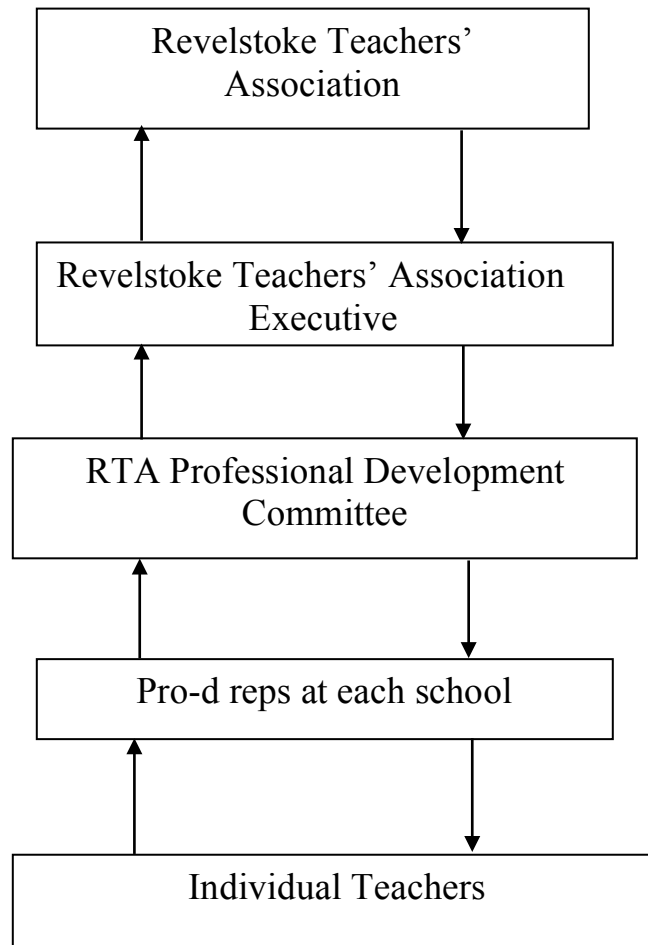 Revelstoke Teachers’
Association
Revelstoke Teachers’ Association
Executive
RTA Professional Development
Committee
Pro-d reps at each school
Individual Teachers